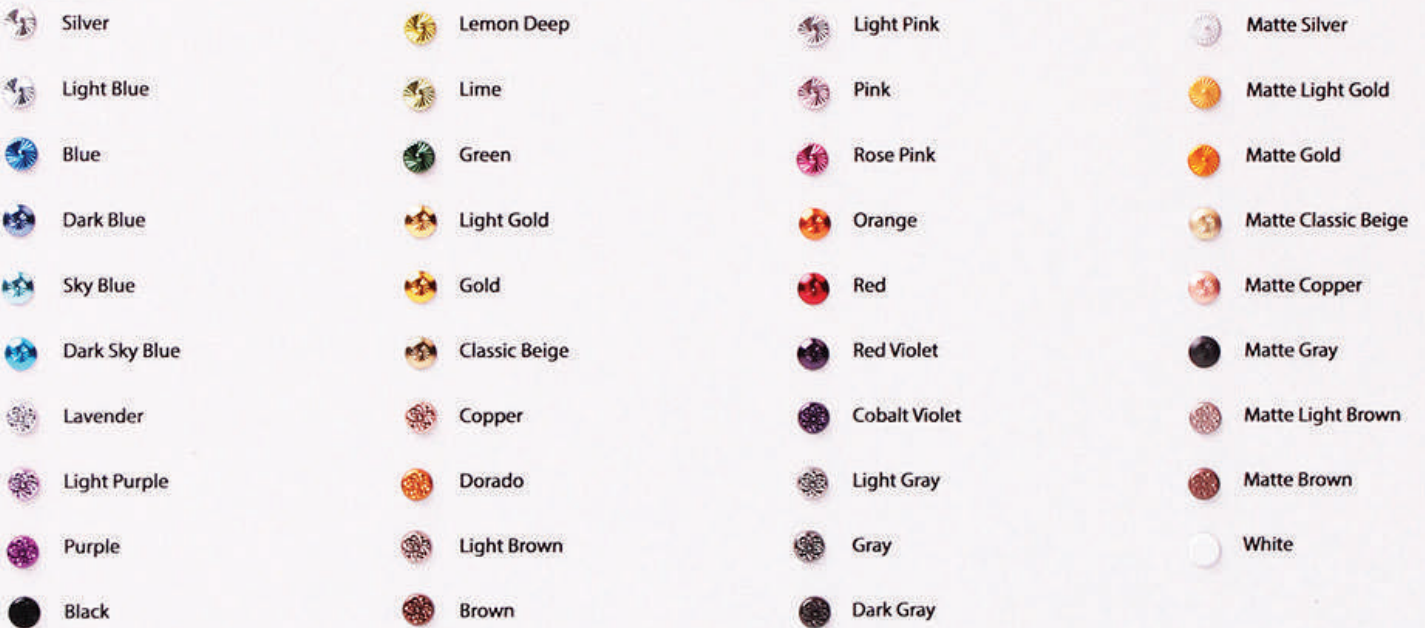 Silver
Light Blue
Blue
Dark Blue
Sky Blue
Dark Sky Blue
Lavender
Light Purple
Purple
Black
Lemon Deep
Lime
Green
Light Gold
Gold
Classic Beige
Copper
Dorado
Light Brown
Brown
Light Pink
Pink
Rose Pink
Orange
Red
Red Violet
Cobalt Violet
Light Gray
Gray
Dark Gray
Matte Silver
Matte Light Gold
Matte Gold
Matte Classic Beige
Matte Copper
Matte Gray
Matte Light Brown
Matte Brown
White